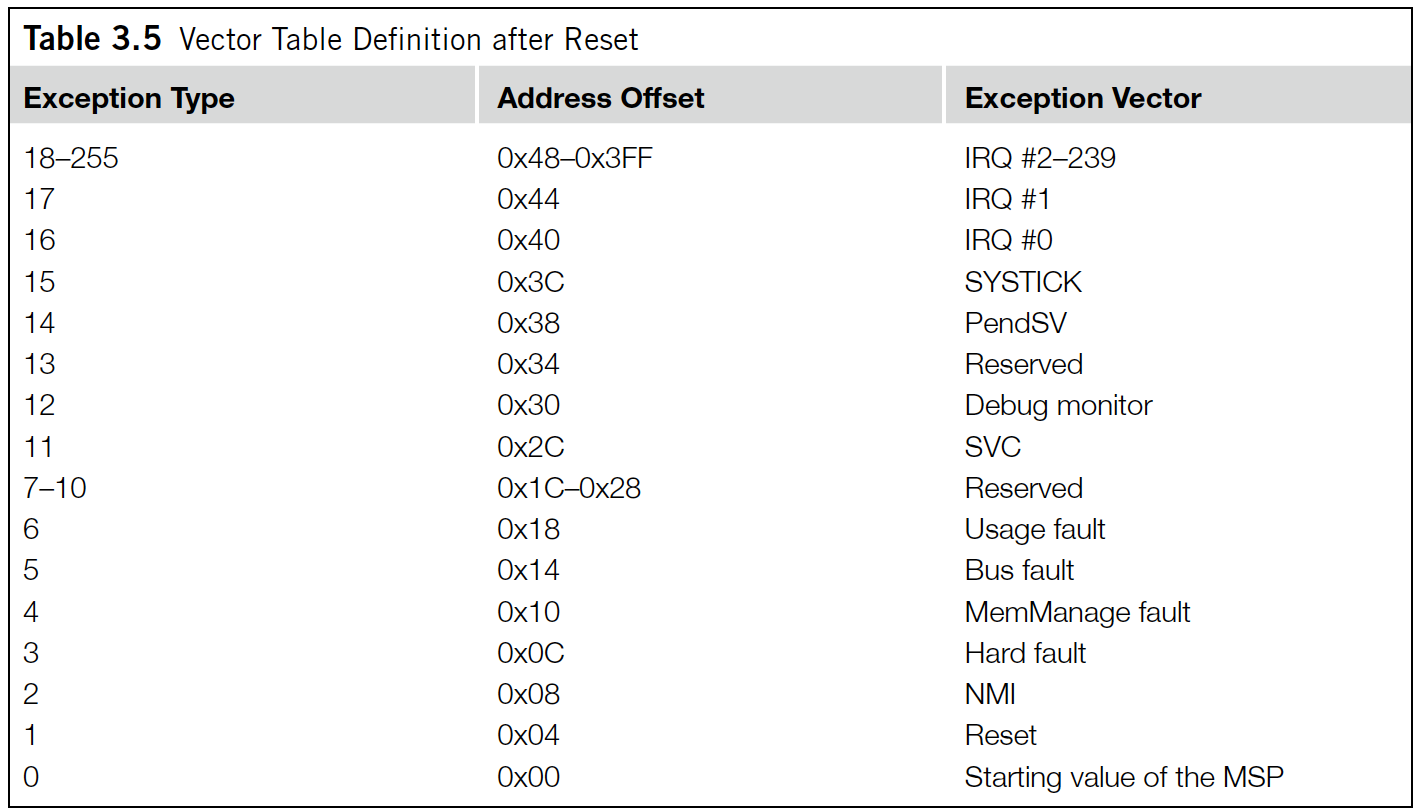 Table 3.5 Vector Table Definition after Reset
Exception Type Address Offset Exception Vector
18–255 0x48–0x3FF IRQ #2–239
17 0x44 IRQ #1
16 0x40 IRQ #0
15 0x3C SYSTICK
14 0x38 PendSV
13 0x34 Reserved
12 0x30 Debug monitor
11 0x2C SVC
7–10 0x1C–0x28 Reserved
6 0x18 Usage fault
5 0x14 Bus fault
4 0x10 MemManage fault
3 0x0C Hard fault
2 0x08 NMI
1 0x04 Reset
0 0x00 Starting value of the MSP